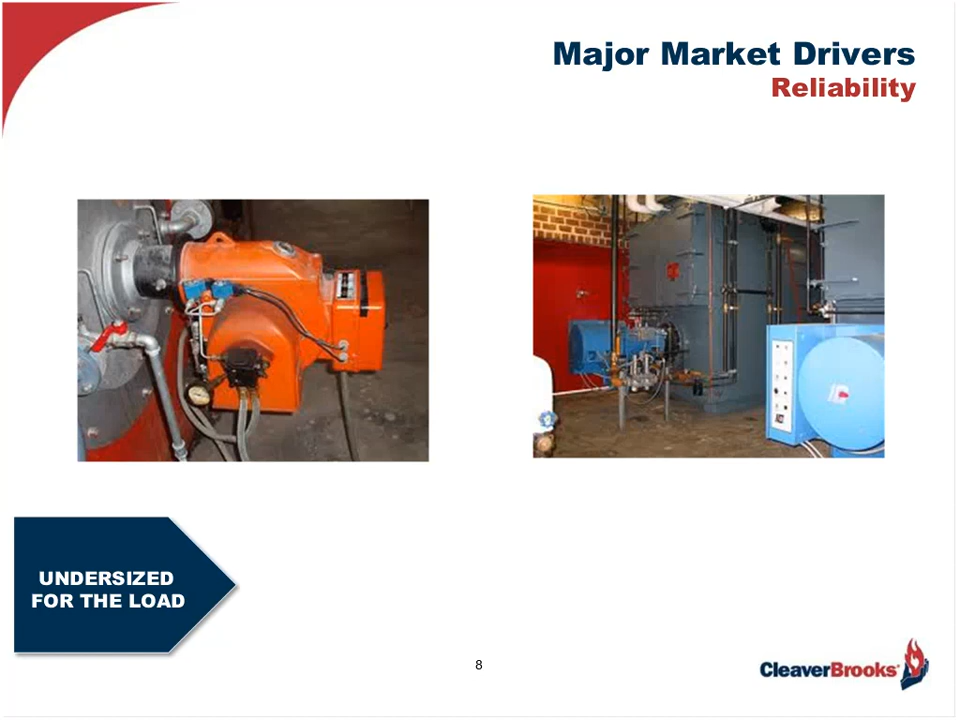 Major Market Drivers
Reliability
UNDERSIZED
FOR THE LOAD
8
CleaverBrooks